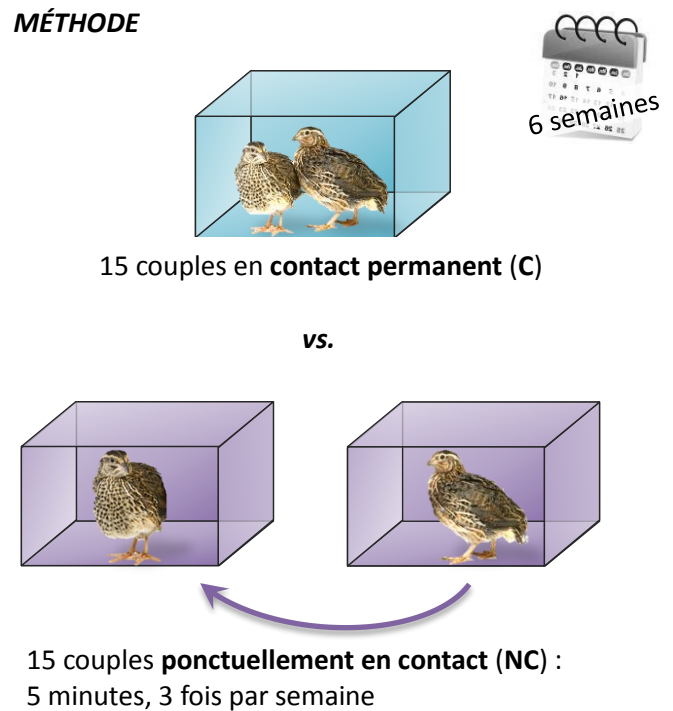 MÉTHODE
6 semaines
15 couples en contact permanent (C)
vs.
15 couples ponctuellement en contact (NC) :
5 minutes, 3 fois par semaine